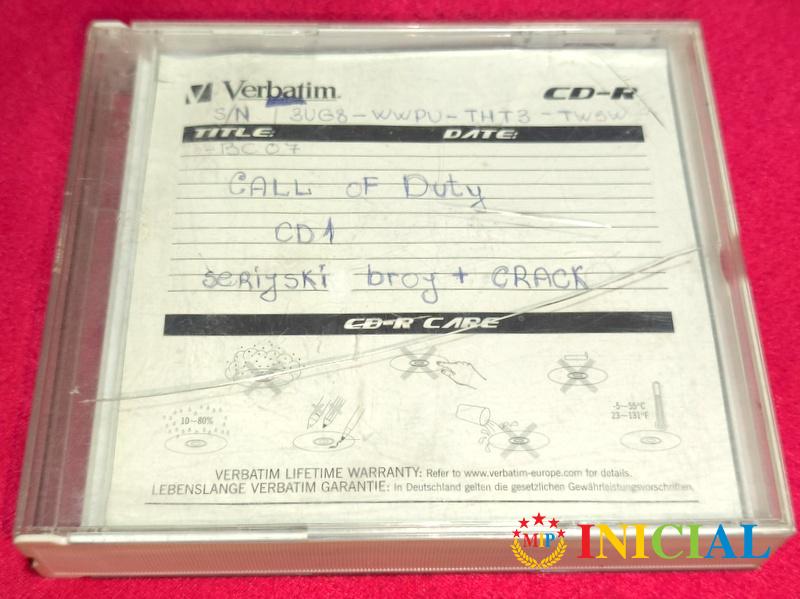 Verbatim. CD-R
S/N 3UG8-WWPU-THT3-TW5W
TITLE: DATE:
-BC07
CALL OF Duty
CD1
SERIJSKI broy + CRACK
CD-R CARE
10~80%
-5~55°C
23~131°F
VERBATIM LIFETIME WARRANTY: Refer to www.verbatim-europe.com for details.
LEBENSLANGE VERBATIM GARANTIE: In Deutschland gelten die gesetzlichen Gewährleistungsvorschriften.
MIP INICIAL